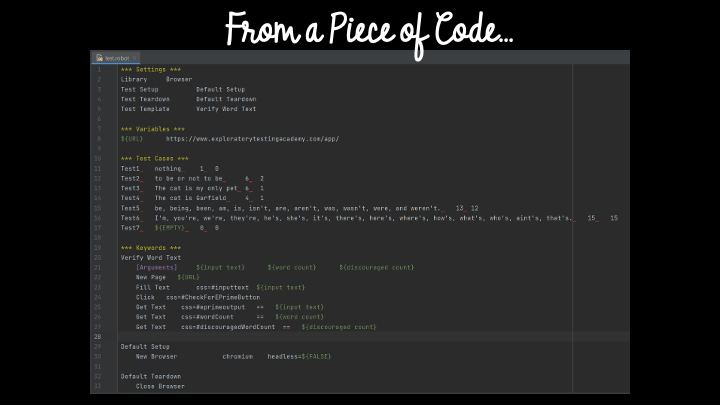 From a Piece of Code...
test.robot
1 *** Settings ***
2 Library Browser
3 Test Setup Default Setup
4 Test Teardown Default Teardown
5 Test Template Verify Word Text
6
7 *** Variables ***
8 ${URL} https://www.exploratorytestingacademy.com/app/
9
10 *** Test Cases ***
11 Test1_ nothing_ 1_ 0
12 Test2_ to be or not to be_ 6_ 2
13 Test3_ The cat is my only pet_ 6_ 1
14 Test4_ The cat is Garfield_ 4_ 1
15 Test5_ be, being, been, am, is, isn't, are, aren't, was, wasn't, were, and weren't._ 13_ 12
16 Test6_ I'm, you're, we're, they're, he's, she's, it's, there's, here's, where's, how's, what's, who's, aint's, that's._ 15_ 15
17 Test7_ ${EMPTY}_ 0_ 0
18
19 *** Keywords ***
20 Verify Word Text
21 [Arguments] ${input text} ${word count} ${discouraged count}
22 New Page ${URL}
23 Fill Text css=#inputtext ${input text}
24 Click css=#CheckForEPrimeButton
25 Get Text css=#eprimeoutput == ${input text}
26 Get Text css=#wordCount == ${word count}
27 Get Text css=#discouragedWordCount == ${discouraged count}
28
29 Default Setup
30 New Browser chromium headless=${FALSE}
31
32 Default Teardown
33 Close Browser